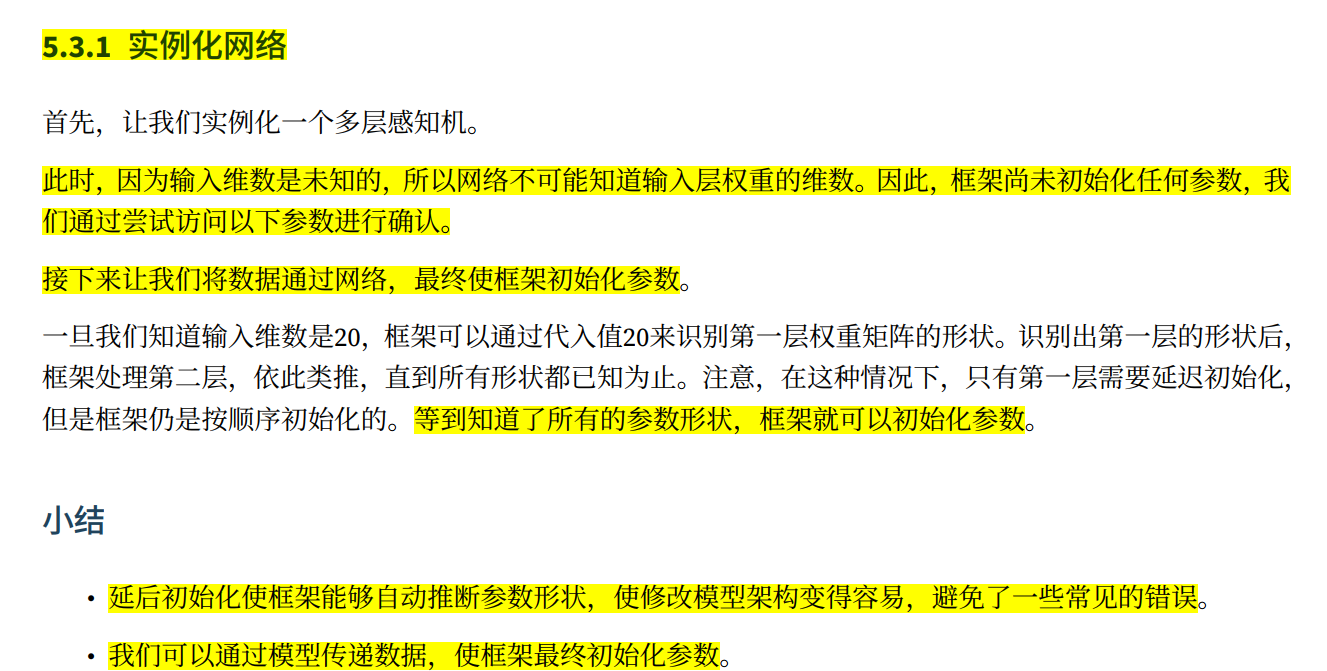 5.3.1 实例化网络
首先，让我们实例化一个多层感知机。
此时，因为输入维数是未知的，所以网络不可能知道输入层权重的维数。因此，框架尚未初始化任何参数，我
们通过尝试访问以下参数进行确认。
接下来让我们将数据通过网络，最终使框架初始化参数。
一旦我们知道输入维数是20，框架可以通过代入值20来识别第一层权重矩阵的形状。识别出第一层的形状后，
框架处理第二层，依此类推，直到所有形状都已知为止。注意，在这种情况下，只有第一层需要延迟初始化，
但是框架仍是按顺序初始化的。等到知道了所有的参数形状，框架就可以初始化参数。
小结
• 延后初始化使框架能够自动推断参数形状，使修改模型架构变得容易，避免了一些常见的错误。
• 我们可以通过模型传递数据，使框架最终初始化参数。